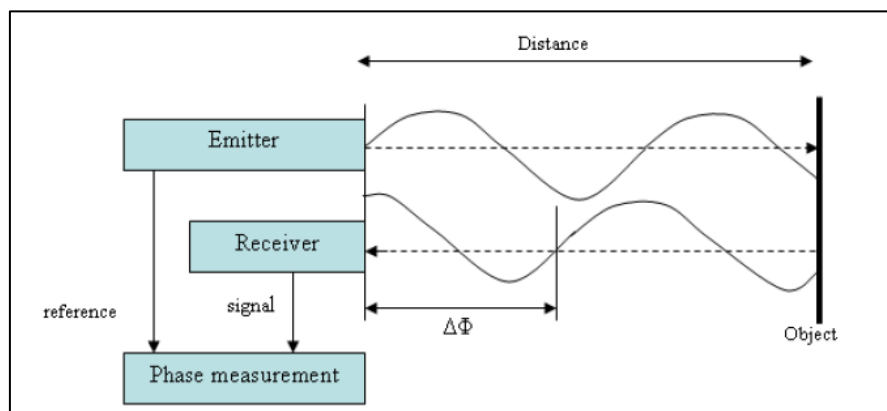 Distance
Emitter
Receiver
reference
signal
ΔΦ
Object
Phase measurement